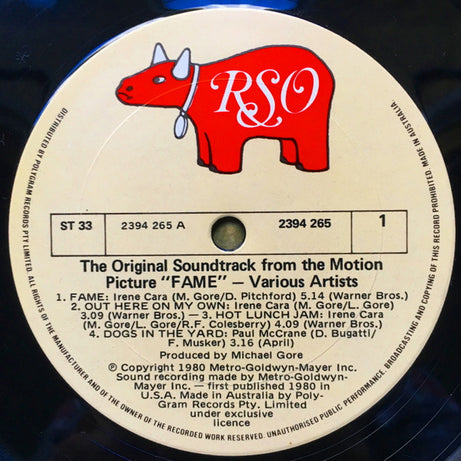 RSO
ST 33
2394 265 A
2394 265
1
The Original Soundtrack from the Motion
Picture "FAME" — Various Artists
1. FAME: Irene Cara (M. Gore/D. Pitchford) 5.14 (Warner Bros.)
2. OUT HERE ON MY OWN: Irene Cara (M. Gore/L. Gore)
3.09 (Warner Bros.) — 3. HOT LUNCH JAM: Irene Cara
(M. Gore/L. Gore/R.F. Colesberry) 4.09 (Warner Bros.)
4. DOGS IN THE YARD: Paul McCrane (D. Bugatti/
F. Musker) 3.16 (April)
Produced by Michael Gore
℗ Copyright 1980 Metro-Goldwyn-Mayer Inc.
Sound recording made by Metro-Goldwyn-
Mayer Inc. — first published 1980 in
U.S.A. Made in Australia by Poly-
Gram Records Pty. Limited
under exclusive
licence
DISTRIBUTED BY POLYGRAM RECORDS PTY LIMITED. ALL RIGHTS OF THE MANUFACTURER AND OF THE OWNER OF THE RECORDED WORK RESERVED. UNAUTHORISED PUBLIC PERFORMANCE, BROADCASTING AND COPYING OF THIS RECORD PROHIBITED. MADE IN AUSTRALIA.